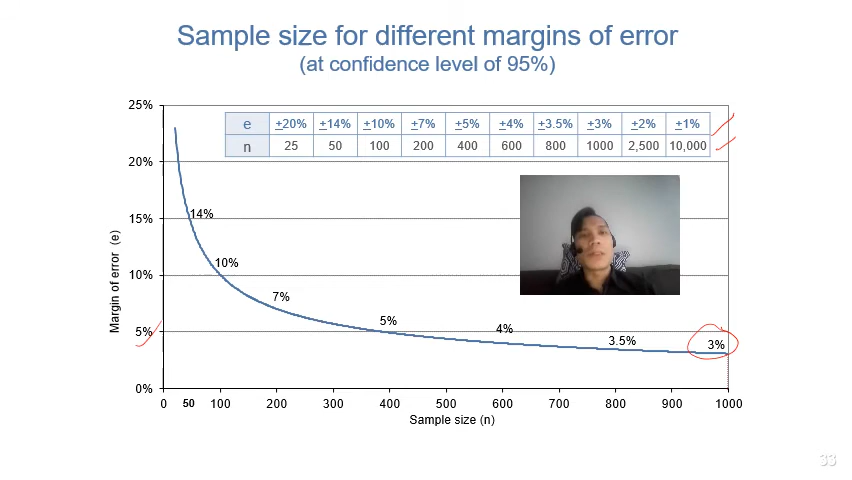 Sample size for different margins of error
(at confidence level of 95%)
e ±20% ±14% ±10% ±7% ±5% ±4% ±3.5% ±3% ±2% ±1%
n 25 50 100 200 400 600 800 1000 2,500 10,000
25%
20%
15%
10%
5%
0%
Margin of error (e)
14%
10%
7%
5%
4%
3.5%
3%
0 50 100 200 300 400 500 600 700 800 900 1000
Sample size (n)
33